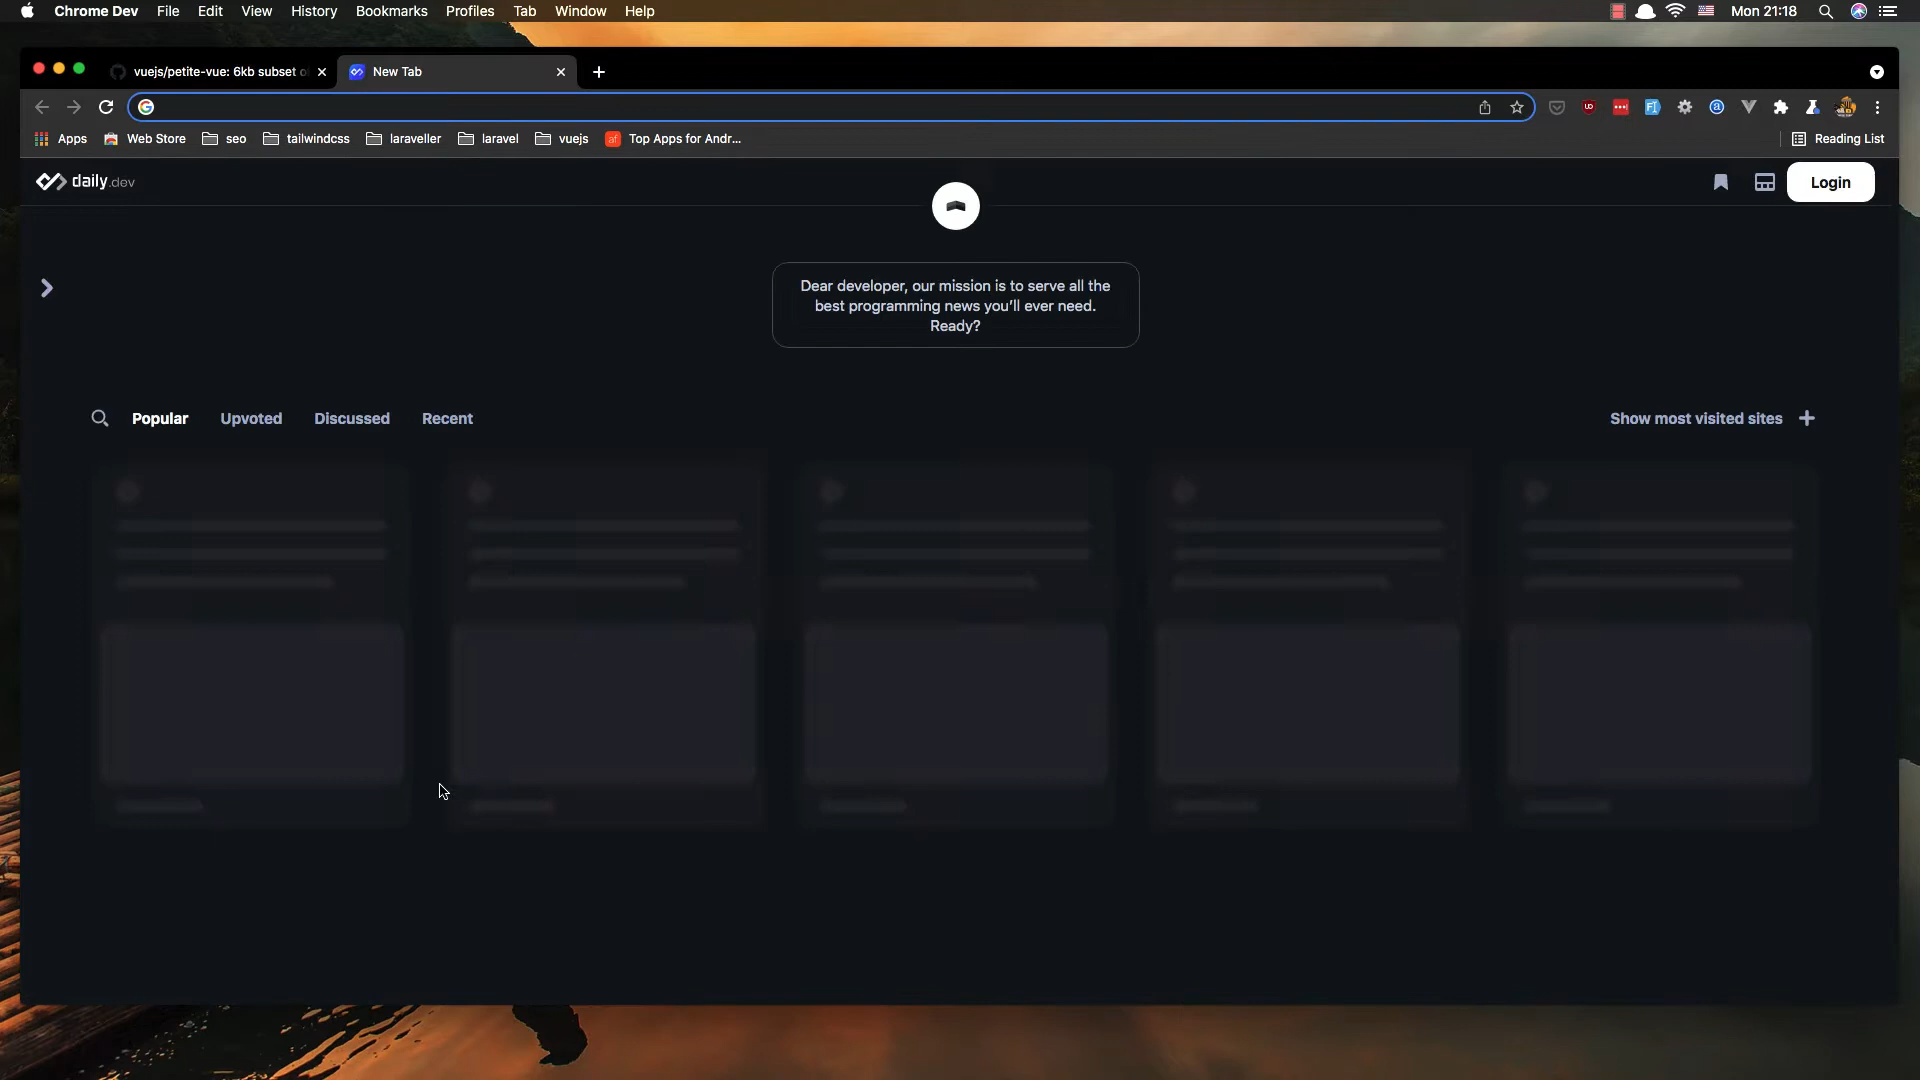 Chrome Dev File Edit View History Bookmarks Profiles Tab Window Help Mon 21:18
vuejs/petite-vue: 6kb subset o New Tab
Apps Web Store seo tailwindcss laraveller laravel vuejs af Top Apps for Andr... Reading List
daily.dev Login
Dear developer, our mission is to serve all the
best programming news you'll ever need.
Ready?
Popular Upvoted Discussed Recent Show most visited sites